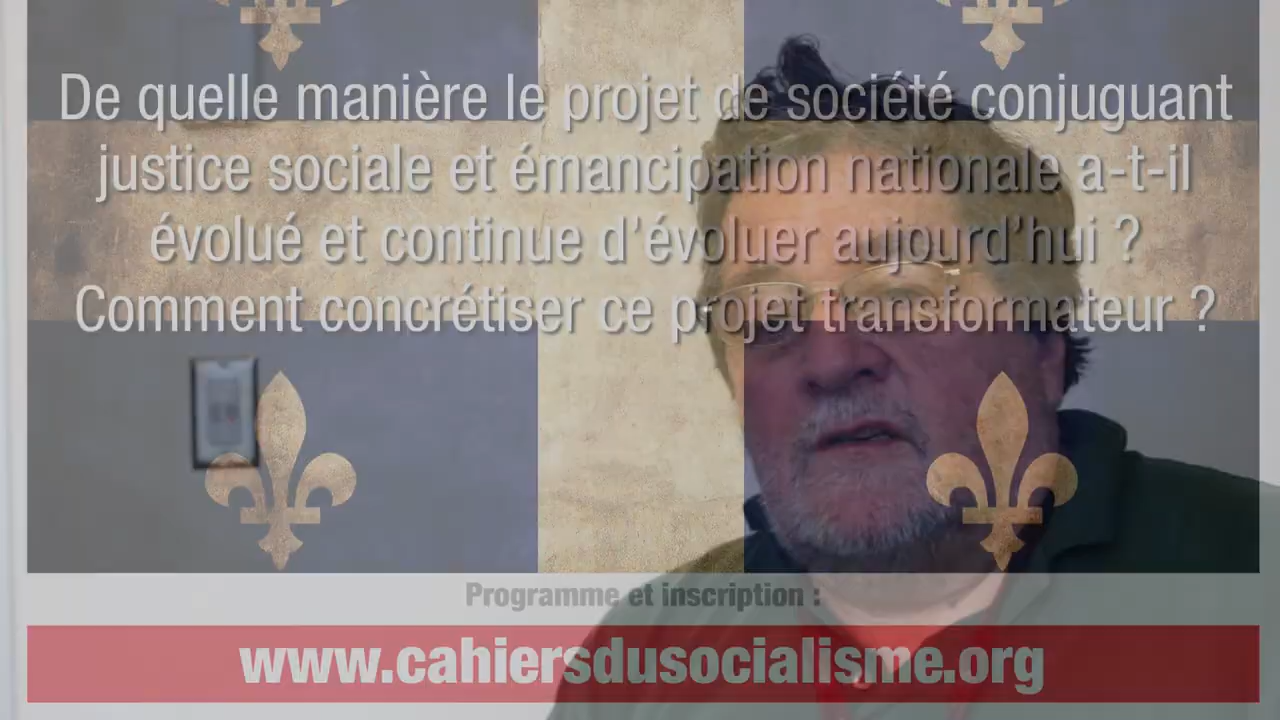 De quelle manière le projet de société conjuguant
justice sociale et émancipation nationale a-t-il
évolué et continue d'évoluer aujourd'hui ?
Comment concrétiser ce projet transformateur ?
Programme et inscription :
www.cahiersdusocialisme.org